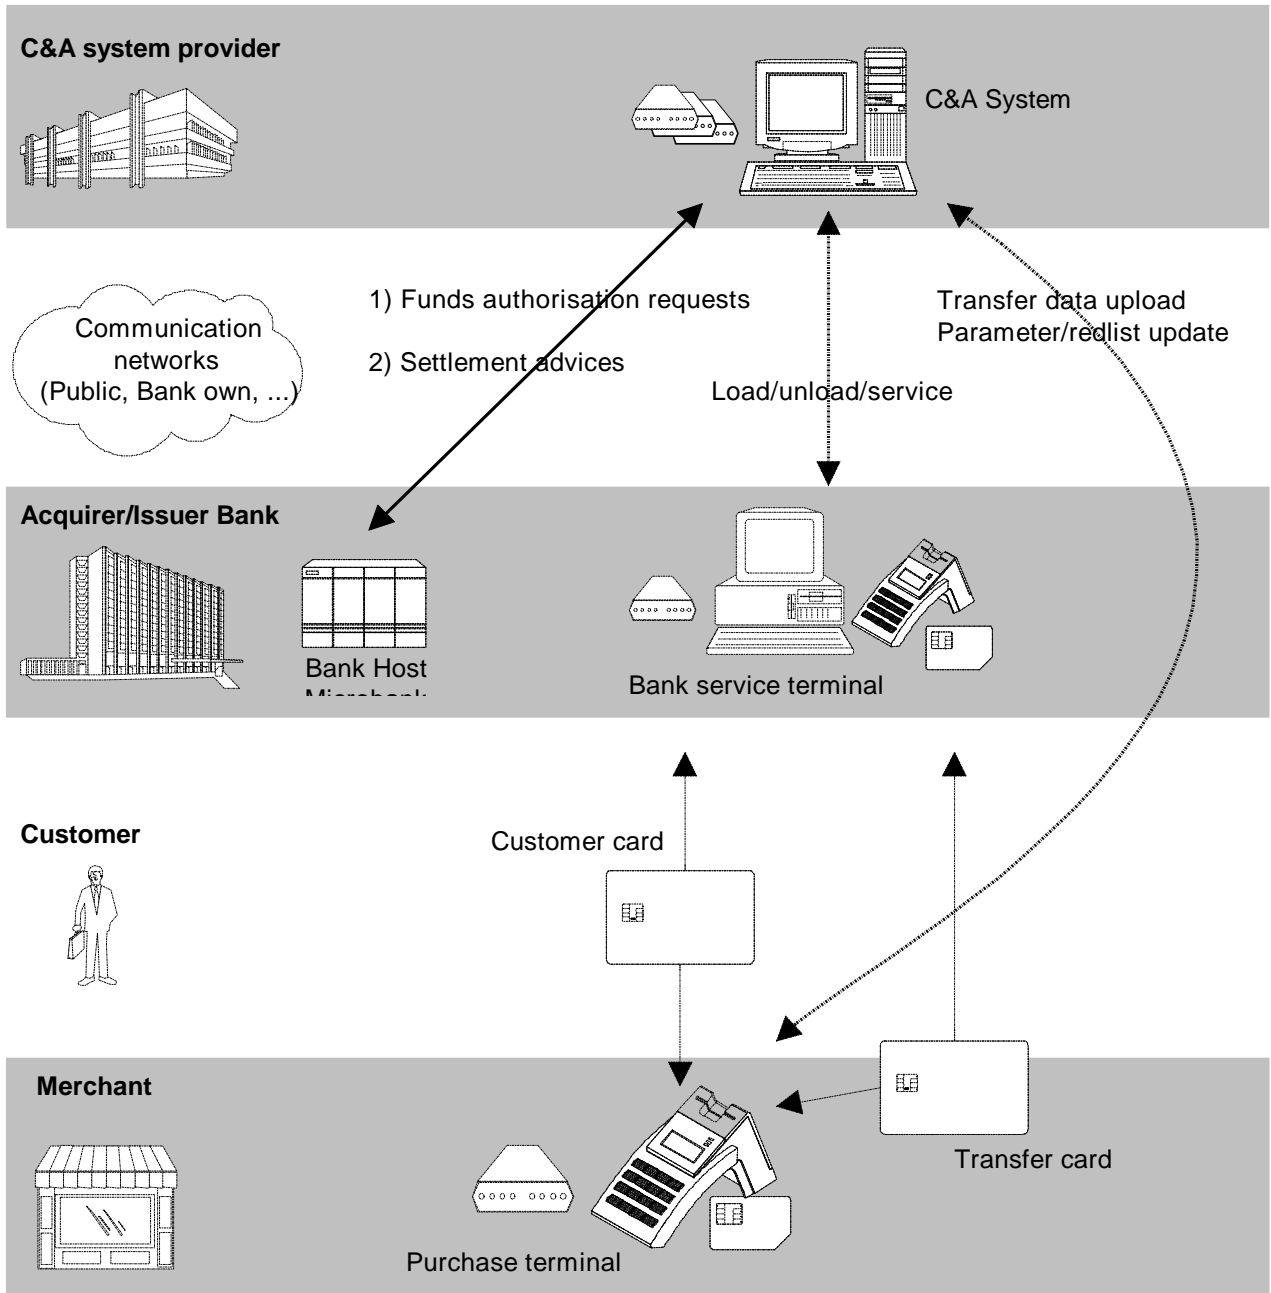 C&A system provider
C&A System
1) Funds authorisation requests
2) Settlement advices
Transfer data upload
Parameter/redlist update
Communication
networks
(Public, Bank own, ...)
Load/unload/service
Acquirer/Issuer Bank
Bank Host
Bank service terminal
Customer
Customer card
Merchant
Transfer card
Purchase terminal